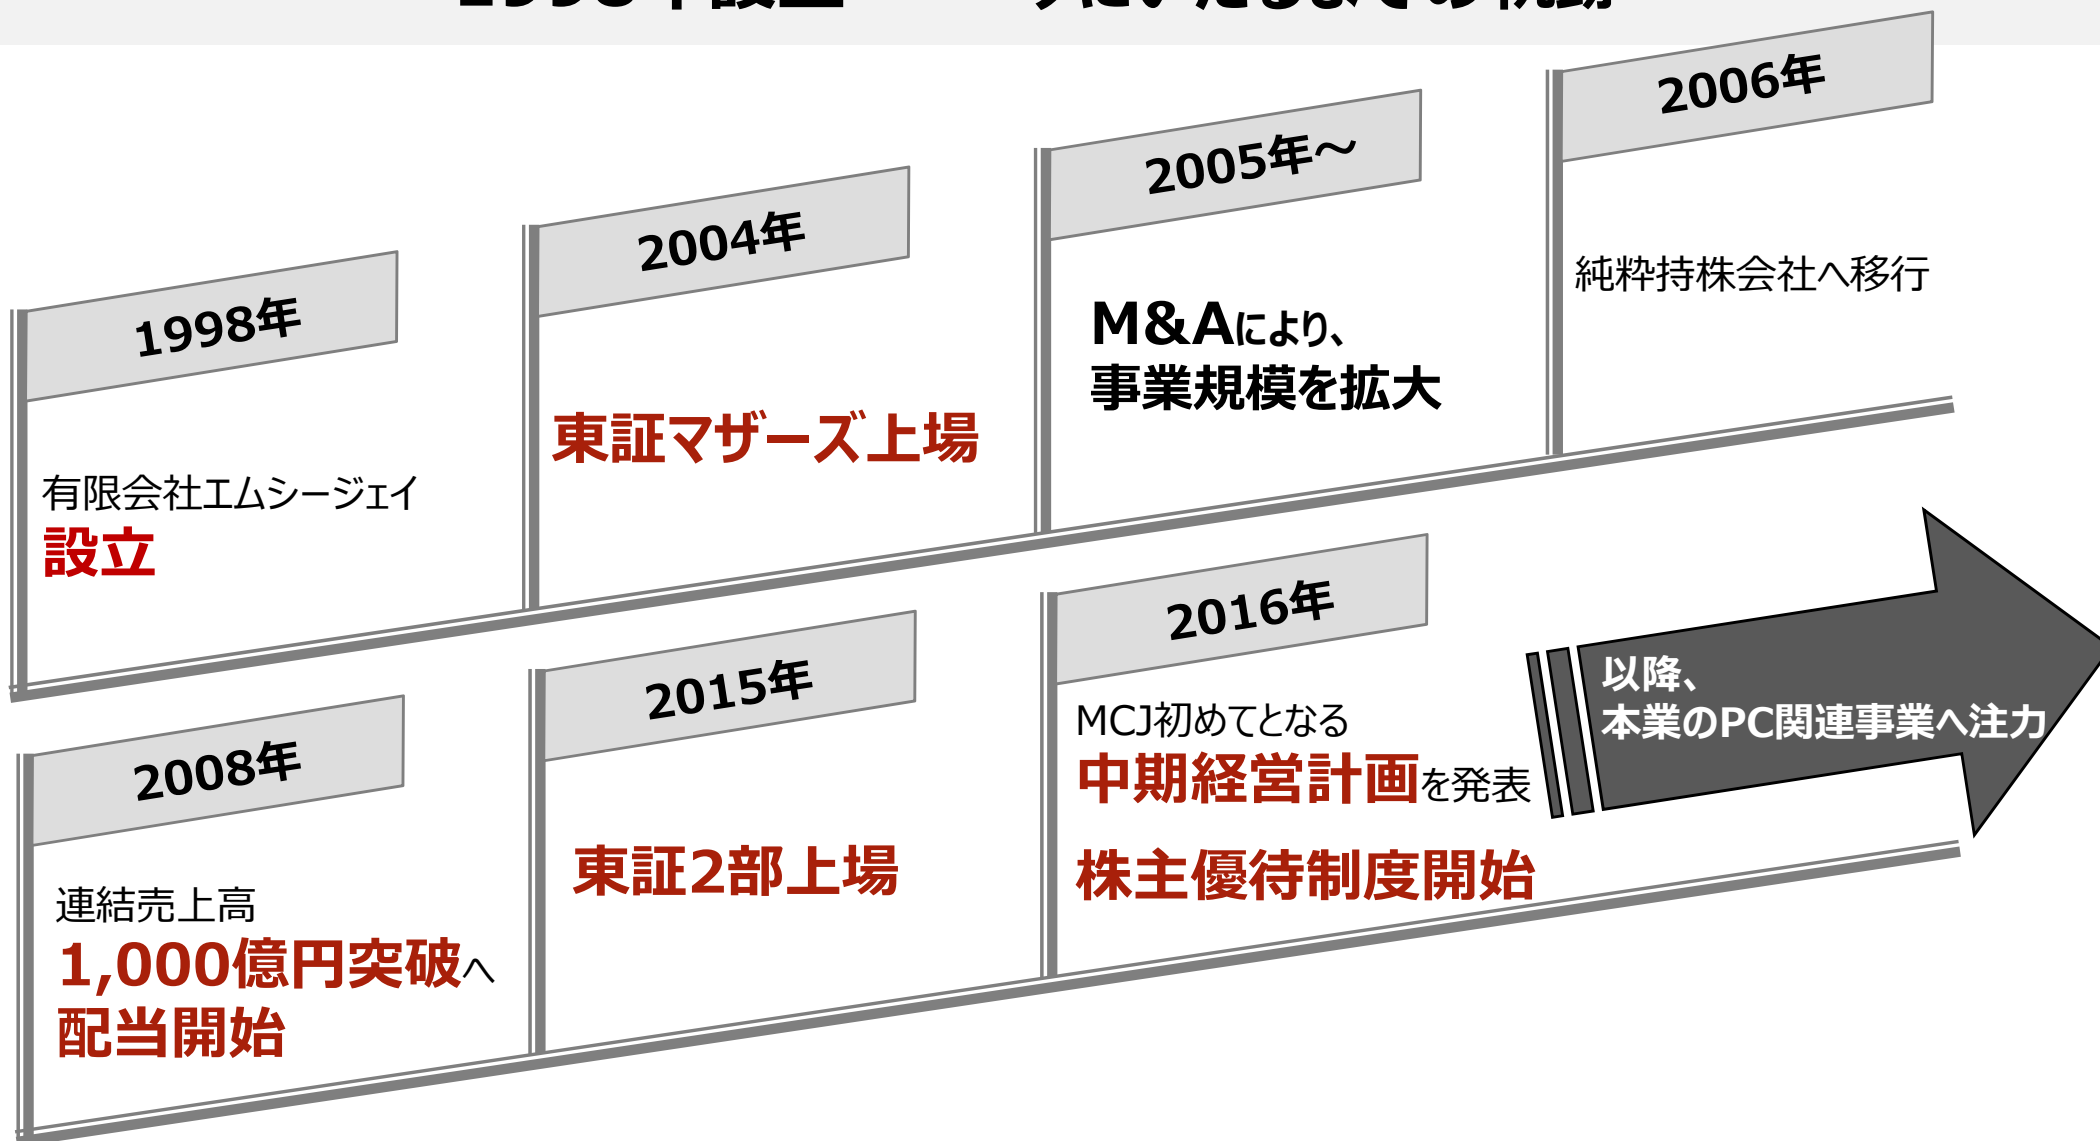 1998年
有限会社エムシージェイ
設立
2004年
東証マザーズ上場
2005年～
M&Aにより、
事業規模を拡大
2006年
純粋持株会社へ移行
2008年
連結売上高
1,000億円突破へ
配当開始
2015年
東証2部上場
2016年
MCJ初めてとなる
中期経営計画を発表
株主優待制度開始
以降、
本業のPC関連事業へ注力